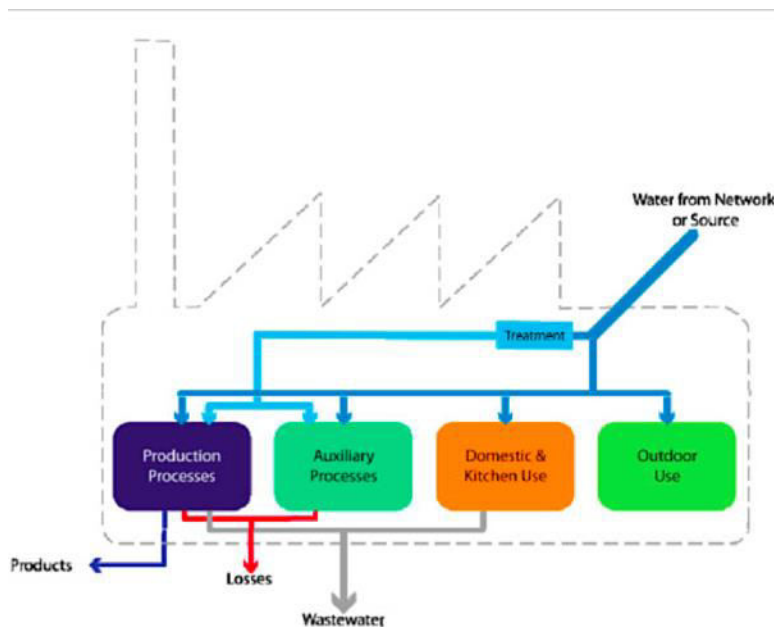 Water from Network
or Source
Treatment
Production
Processes
Auxiliary
Processes
Domestic &
Kitchen Use
Outdoor
Use
Products
Losses
Wastewater